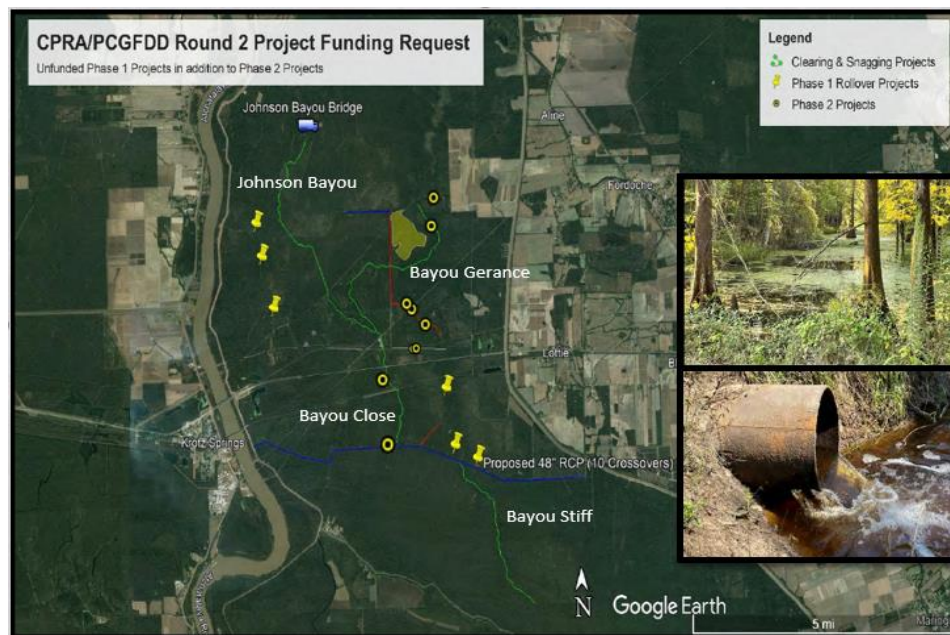 CPRA/PCGFDD Round 2 Project Funding Request
Unfunded Phase 1 Projects in addition to Phase 2 Projects
Legend
Clearing & Snagging Projects
Phase 1 Rollover Projects
Phase 2 Projects
Johnson Bayou Bridge
Aline
Johnson Bayou
Fordoche
Bayou Gerance
Lottie
Bayou Close
Krotz Springs
Proposed 48" RCP (10 Crossovers)
Bayou Stiff
N
Google Earth
5 mi